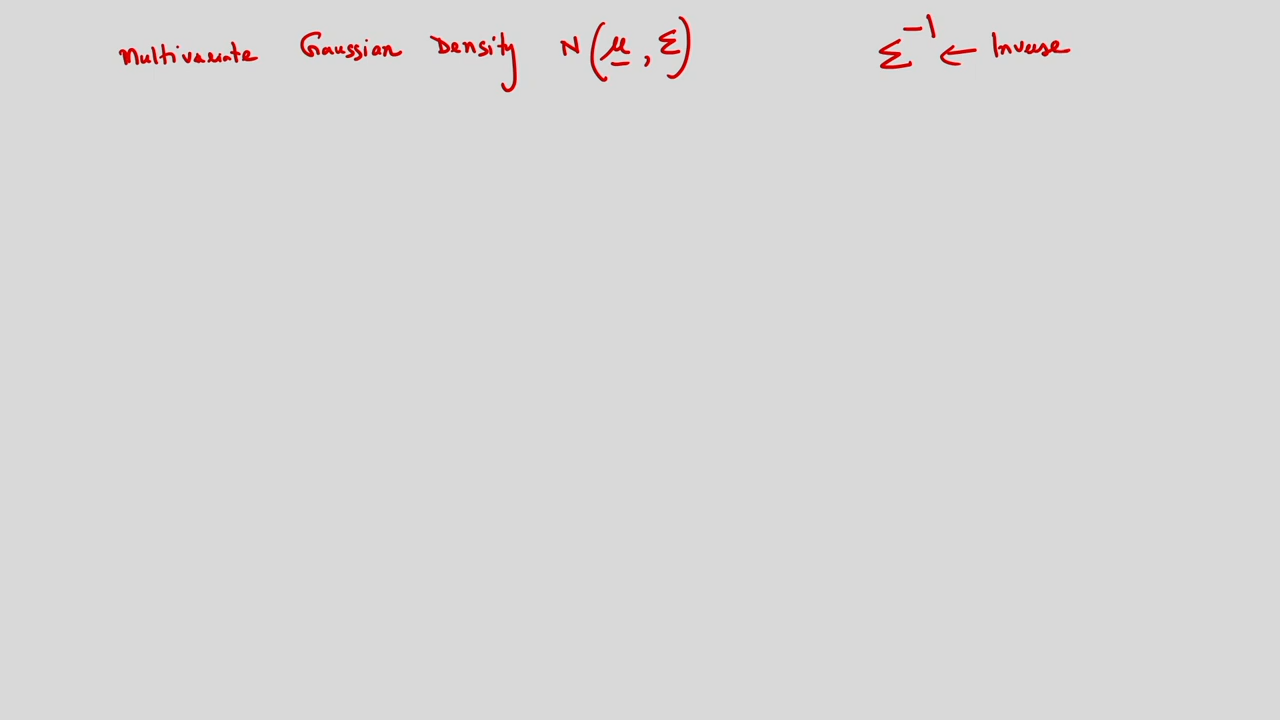 Multivariate Gaussian Density N(μ, Σ) Σ⁻¹ ← Inverse